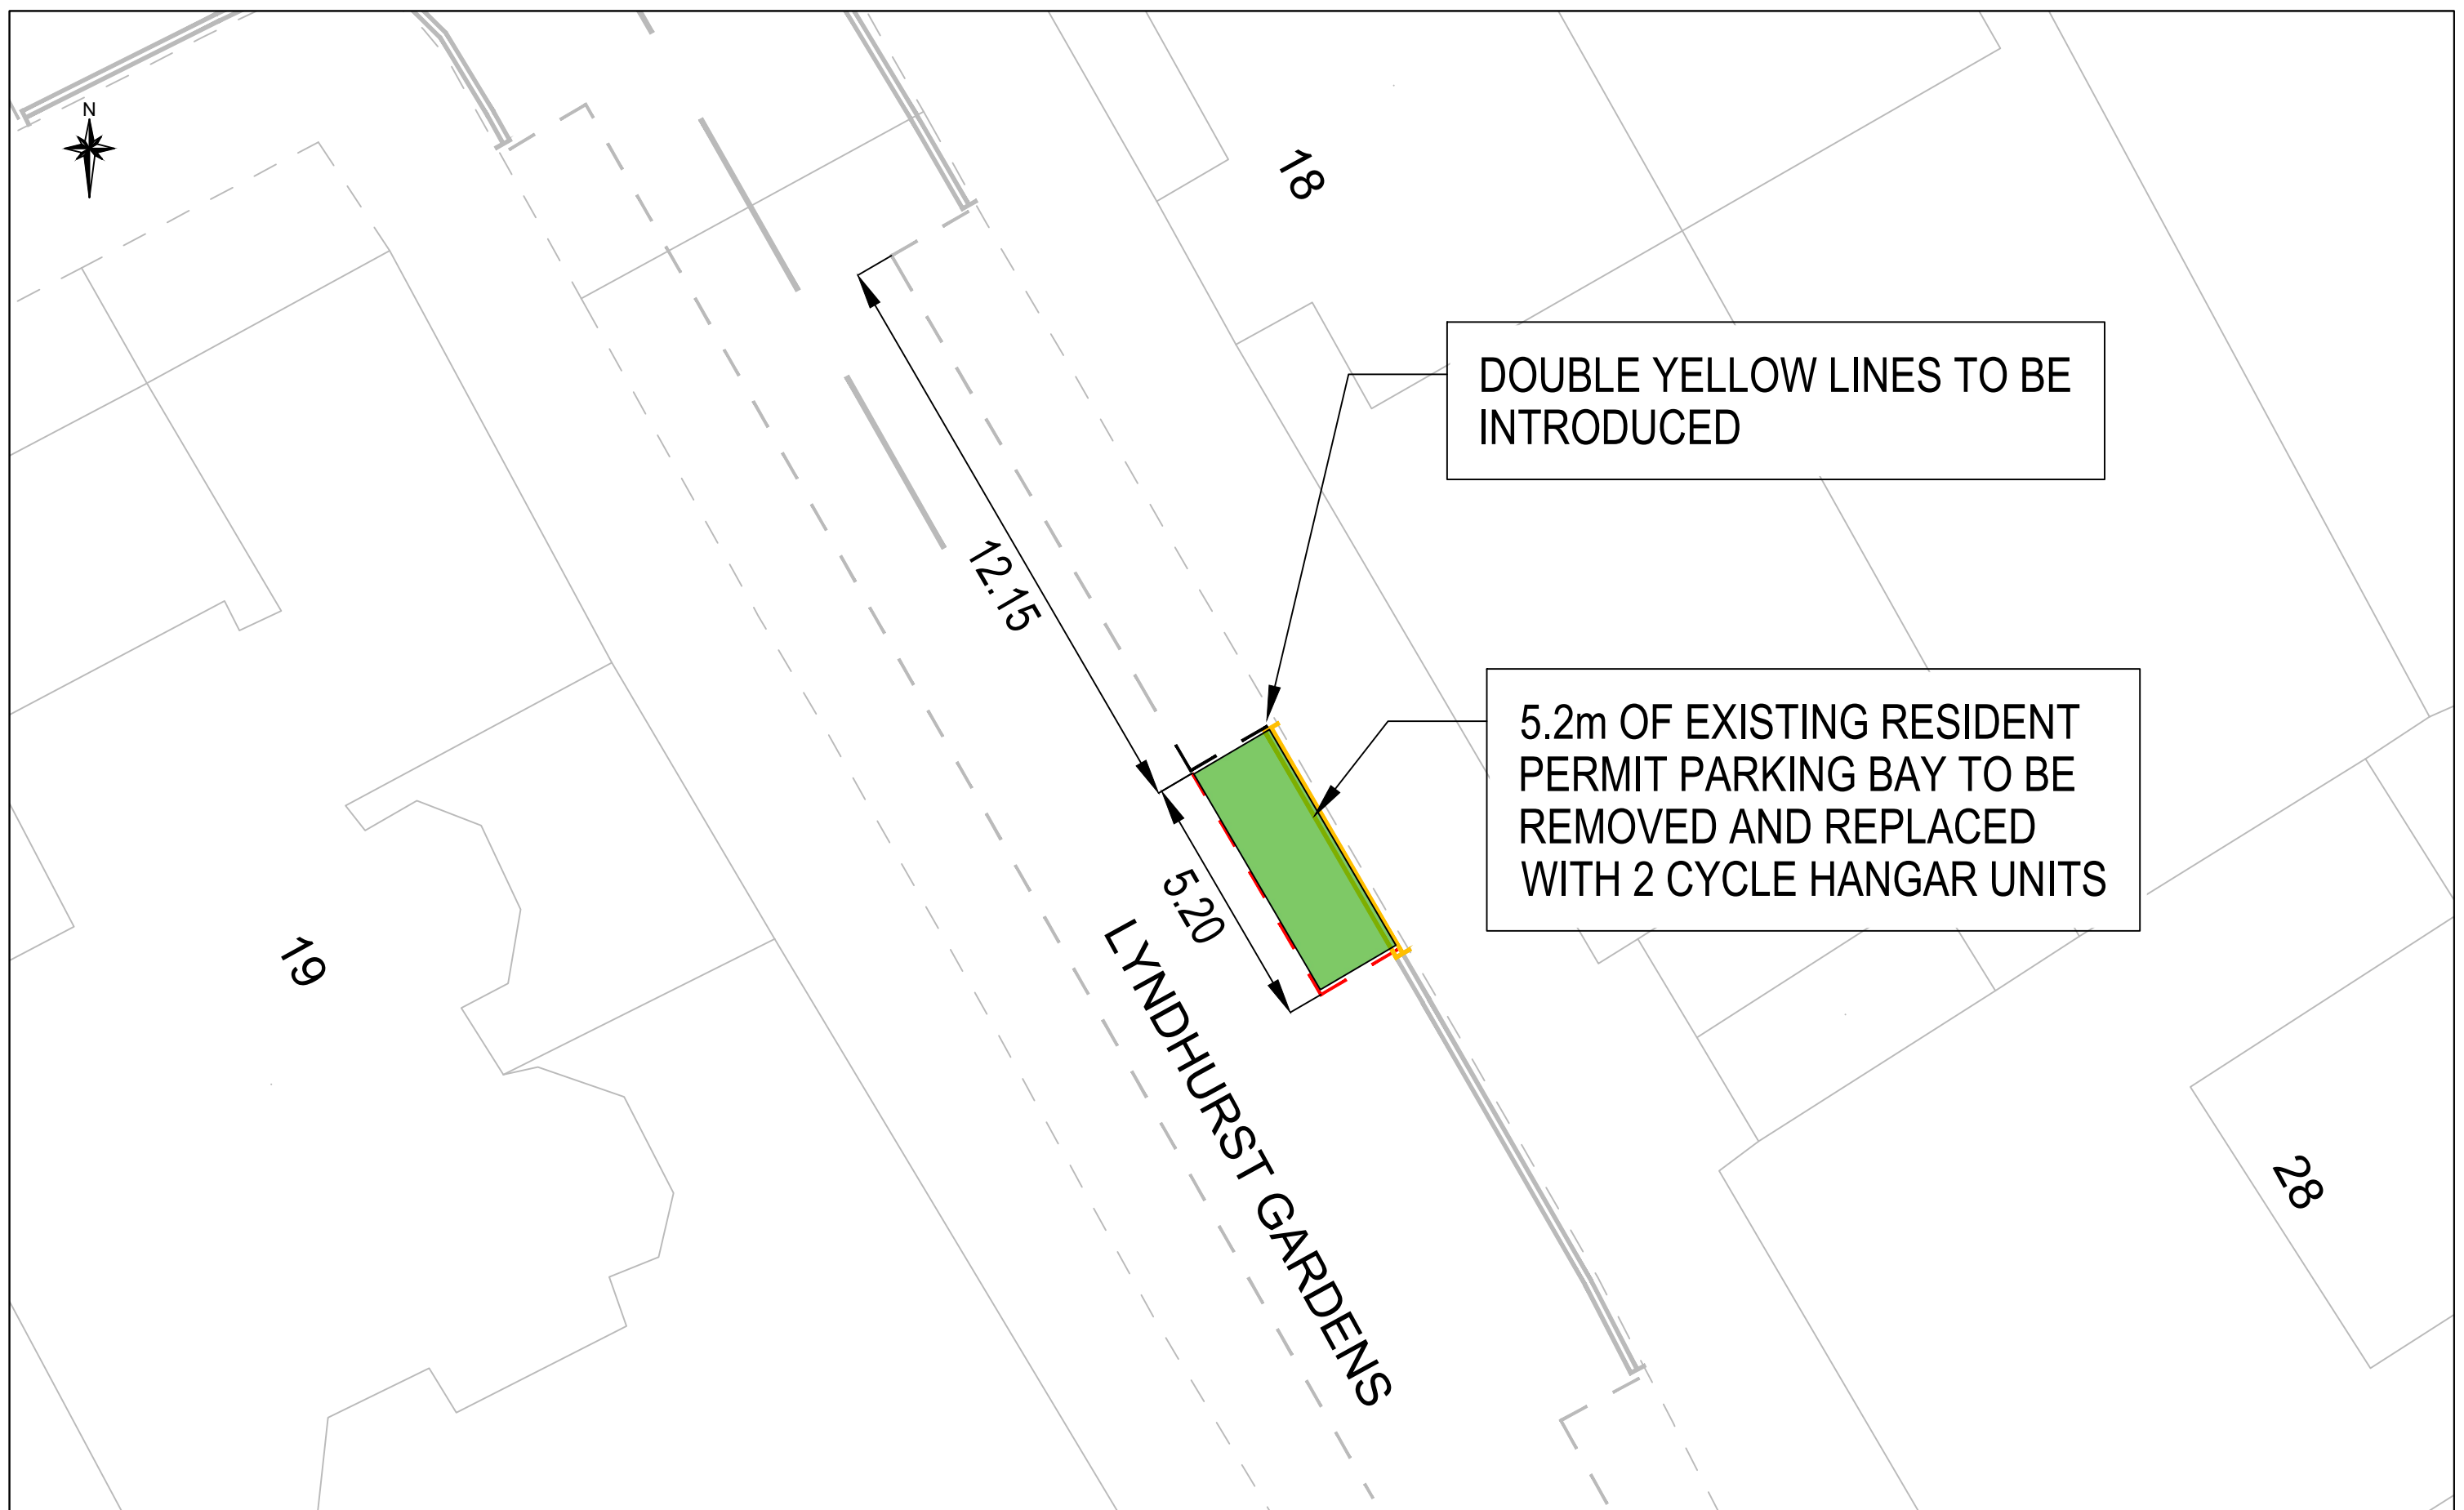 N
18
DOUBLE YELLOW LINES TO BE
INTRODUCED
12.15
5.2m OF EXISTING RESIDENT
PERMIT PARKING BAY TO BE
REMOVED AND REPLACED
WITH 2 CYCLE HANGAR UNITS
5.20
19
LYNDHURST GARDENS
28